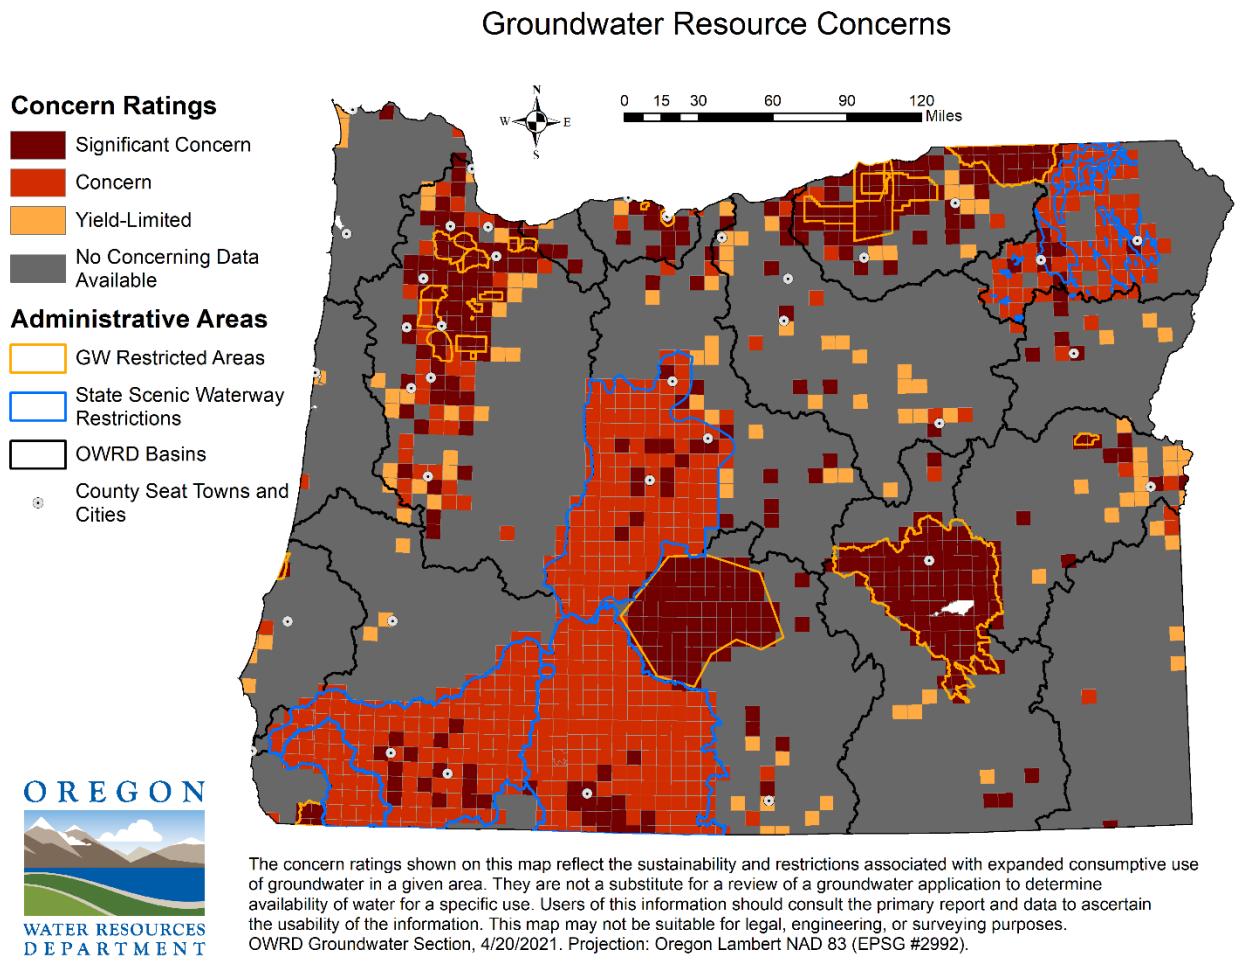 Groundwater Resource Concerns
Concern Ratings
Significant Concern
Concern
Yield-Limited
No Concerning Data
Available
Administrative Areas
GW Restricted Areas
State Scenic Waterway
Restrictions
OWRD Basins
County Seat Towns and
Cities
N
W E
S
0 15 30 60 90 120
Miles
OREGON
WATER RESOURCES
DEPARTMENT
The concern ratings shown on this map reflect the sustainability and restrictions associated with expanded consumptive use
of groundwater in a given area. They are not a substitute for a review of a groundwater application to determine
availability of water for a specific use. Users of this information should consult the primary report and data to ascertain
the usability of the information. This map may not be suitable for legal, engineering, or surveying purposes.
OWRD Groundwater Section, 4/20/2021. Projection: Oregon Lambert NAD 83 (EPSG #2992).